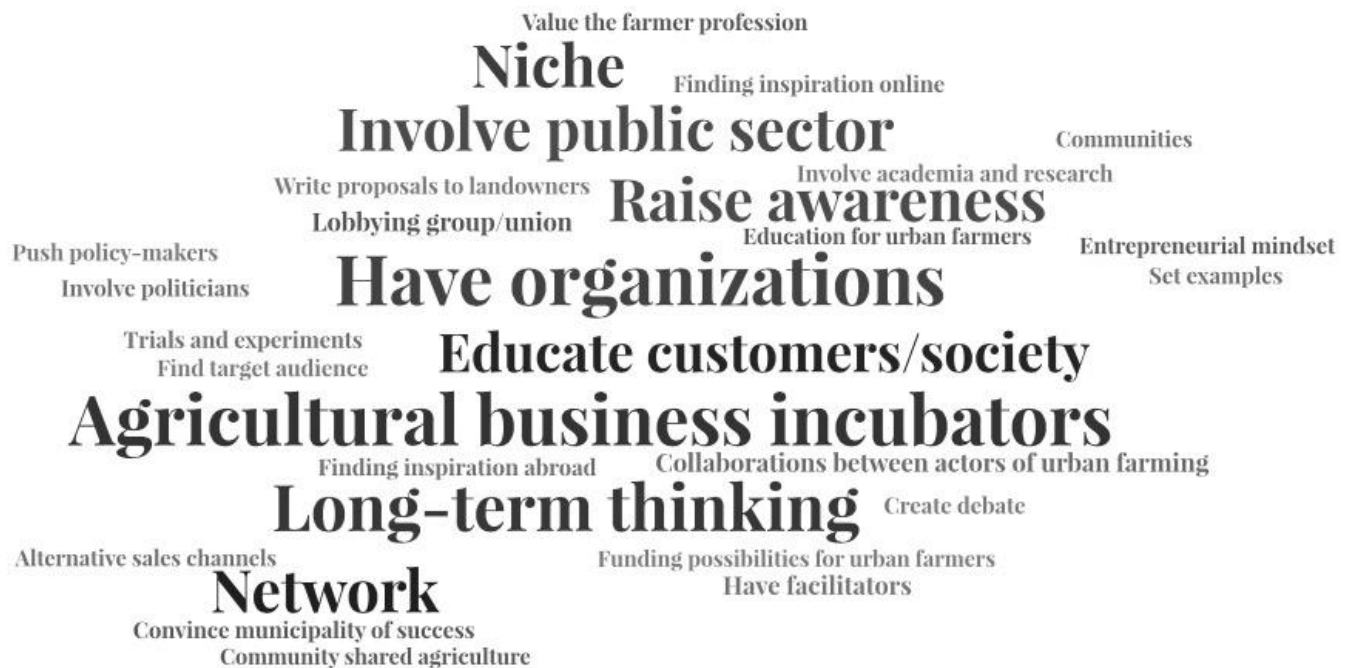 Value the farmer profession
Niche
Finding inspiration online
Involve public sector
Communities
Involve academia and research
Write proposals to landowners
Raise awareness
Lobbying group/union
Education for urban farmers
Entrepreneurial mindset
Push policy-makers
Have organizations
Set examples
Involve politicians
Trials and experiments
Educate customers/society
Find target audience
Agricultural business incubators
Finding inspiration abroad
Collaborations between actors of urban farming
Long-term thinking
Create debate
Alternative sales channels
Funding possibilities for urban farmers
Network
Have facilitators
Convince municipality of success
Community shared agriculture